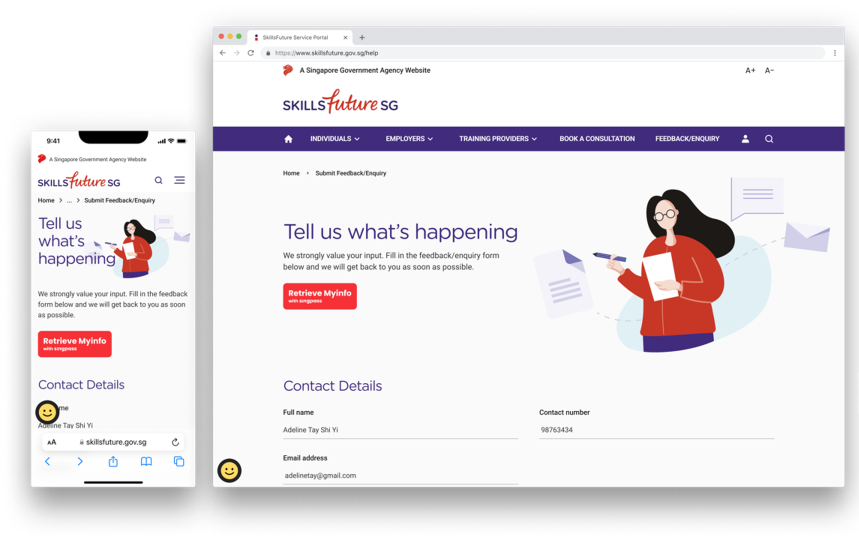 9:41
A Singapore Government Agency Website
SKILLSfuture SG
Home > ... > Submit Feedback/Enquiry
Tell us
what's
happening
We strongly value your input. Fill in the feedback
form below and we will get back to you as soon
as possible.
Retrieve Myinfo
with singpass
Contact Details
me
Adeline Tay Shi Yi
AA skillsfuture.gov.sg
SkillsFuture Service Portal
https://www.skillsfuture.gov.sg/help
A Singapore Government Agency Website A+ A-
SKILLSfuture SG
INDIVIDUALS EMPLOYERS TRAINING PROVIDERS BOOK A CONSULTATION FEEDBACK/ENQUIRY
Home > Submit Feedback/Enquiry
Tell us what's happening
We strongly value your input. Fill in the feedback/enquiry form
below and we will get back to you as soon as possible.
Retrieve Myinfo
with singpass
Contact Details
Full name Contact number
Adeline Tay Shi Yi 98763434
Email address
adelinetay@gmail.com